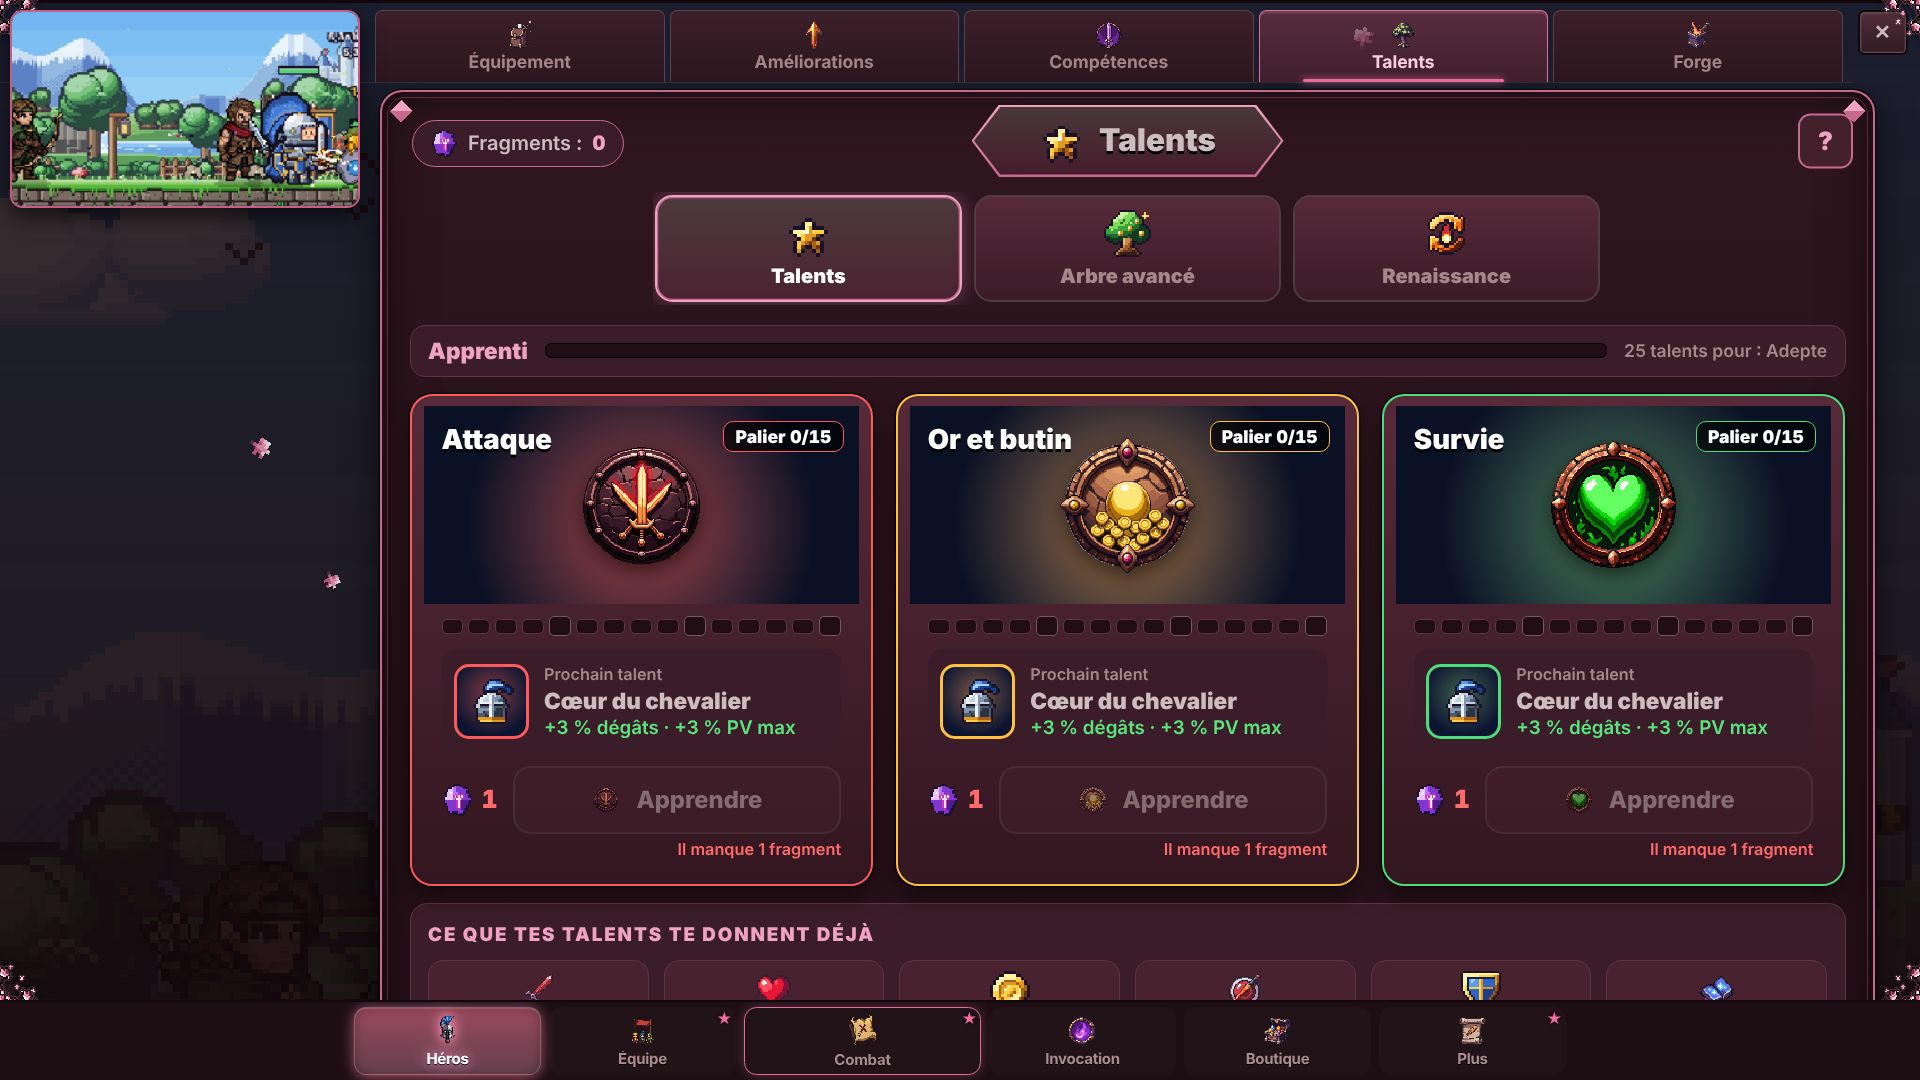 Équipement
Améliorations
Compétences
Talents
Forge
×
Fragments : 0
Talents
?
Talents
Arbre avancé
Renaissance
Apprenti
25 talents pour : Adepte
Attaque
Palier 0/15
Prochain talent
Cœur du chevalier
+3 % dégâts · +3 % PV max
1
Apprendre
Il manque 1 fragment
Or et butin
Palier 0/15
Prochain talent
Cœur du chevalier
+3 % dégâts · +3 % PV max
1
Apprendre
Il manque 1 fragment
Survie
Palier 0/15
Prochain talent
Cœur du chevalier
+3 % dégâts · +3 % PV max
1
Apprendre
Il manque 1 fragment
CE QUE TES TALENTS TE DONNENT DÉJÀ
Héros
Équipe
Combat
Invocation
Boutique
Plus